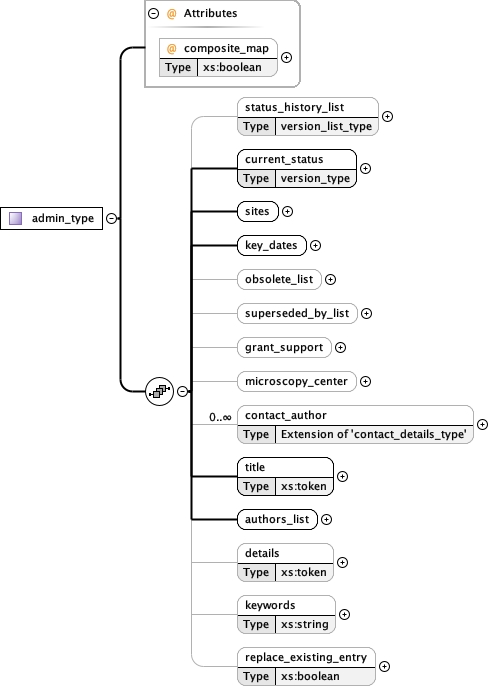 @ Attributes
@ composite_map
Type xs:boolean
status_history_list
Type version_list_type
current_status
Type version_type
sites
admin_type
key_dates
obsolete_list
superseded_by_list
grant_support
microscopy_center
0..∞ contact_author
Type Extension of 'contact_details_type'
title
Type xs:token
authors_list
details
Type xs:token
keywords
Type xs:string
replace_existing_entry
Type xs:boolean